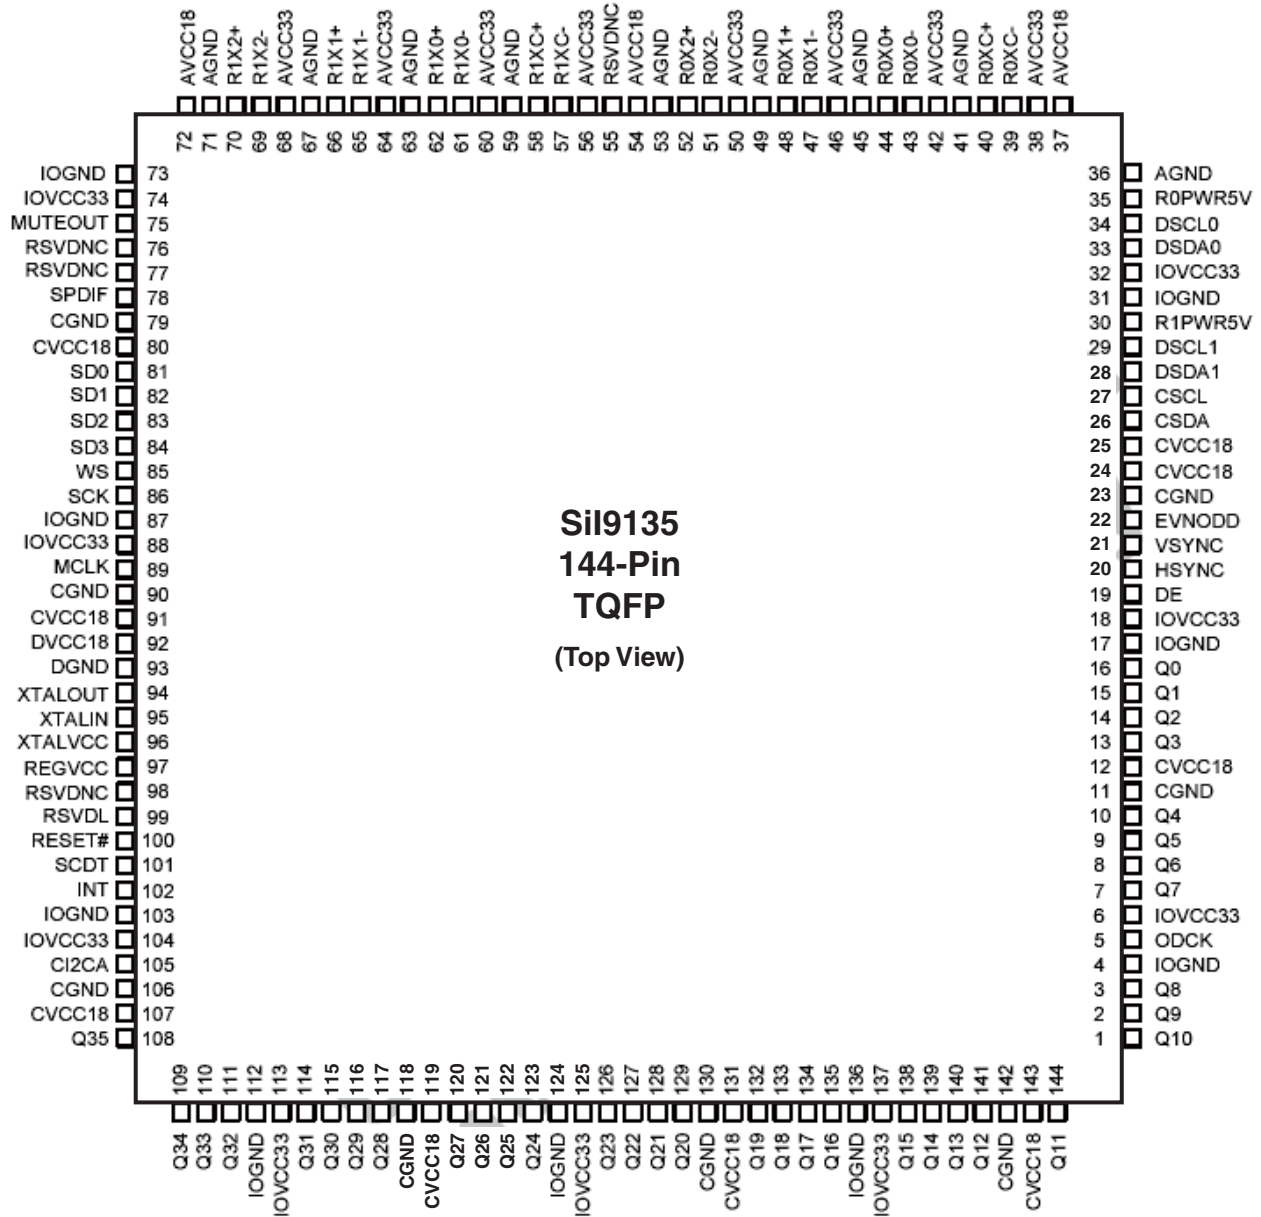 AVCC18 AGND R1X2+ R1X2- AVCC33 AGND R1X1+ R1X1- AVCC33 AGND R1X0+ R1X0- AVCC33 AGND R1XC+ R1XC- AVCC33 RSVDNC AVCC18 AGND R0X2+ R0X2- AVCC33 AGND R0X1+ R0X1- AVCC33 AGND R0X0+ R0X0- AVCC33 AGND R0XC+ R0XC- AVCC33 AVCC18
72 71 70 69 68 67 66 65 64 63 62 61 60 59 58 57 56 55 54 53 52 51 50 49 48 47 46 45 44 43 42 41 40 39 38 37
IOGND 73 36 AGND
IOVCC33 74 35 R0PWR5V
MUTEOUT 75 34 DSCL0
RSVDNC 76 33 DSDA0
RSVDNC 77 32 IOVCC33
SPDIF 78 31 IOGND
CGND 79 30 R1PWR5V
CVCC18 80 29 DSCL1
SD0 81 28 DSDA1
SD1 82 27 CSCL
SD2 83 26 CSDA
SD3 84 25 CVCC18
WS 85 24 CVCC18
SCK 86 23 CGND
IOGND 87 22 EVNODD
IOVCC33 88 21 VSYNC
MCLK 89 20 HSYNC
CGND 90 19 DE
CVCC18 91 18 IOVCC33
DVCC18 92 17 IOGND
DGND 93 16 Q0
XTALOUT 94 15 Q1
XTALIN 95 14 Q2
XTALVCC 96 13 Q3
REGVCC 97 12 CVCC18
RSVDNC 98 11 CGND
RSVDL 99 10 Q4
RESET# 100 9 Q5
SCDT 101 8 Q6
INT 102 7 Q7
IOGND 103 6 IOVCC33
IOVCC33 104 5 ODCK
CI2CA 105 4 IOGND
CGND 106 3 Q8
CVCC18 107 2 Q9
Q35 108 1 Q10
SiI9135
144-Pin
TQFP
(Top View)
109 110 111 112 113 114 115 116 117 118 119 120 121 122 123 124 125 126 127 128 129 130 131 132 133 134 135 136 137 138 139 140 141 142 143 144
Q34 Q33 Q32 IOGND IOVCC33 Q31 Q30 Q29 Q28 CGND CVCC18 Q27 Q26 Q25 Q24 IOGND IOVCC33 Q23 Q22 Q21 Q20 CGND CVCC18 Q19 Q18 Q17 Q16 IOGND IOVCC33 Q15 Q14 Q13 Q12 CGND CVCC18 Q11